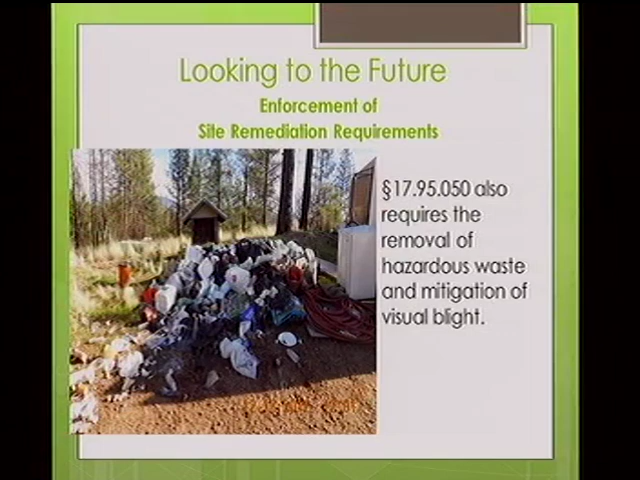 Looking to the Future
Enforcement of
Site Remediation Requirements
§17.95.050 also
requires the
removal of
hazardous waste
and mitigation of
visual blight.